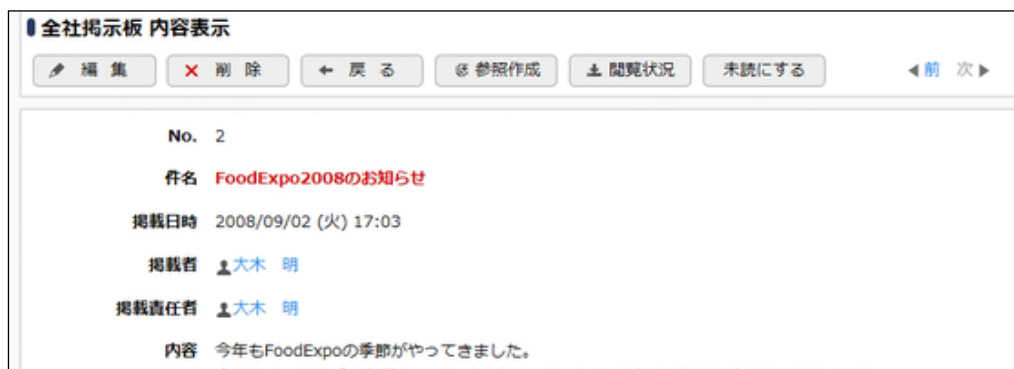 全社掲示板 内容表示
編 集 削 除 戻 る 参照作成 閲覧状況 未読にする 前 次
No. 2
件名 FoodExpo2008のお知らせ
掲載日時 2008/09/02 (火) 17:03
掲載者 大木 明
掲載責任者 大木 明
内容 今年もFoodExpoの季節がやってきました。